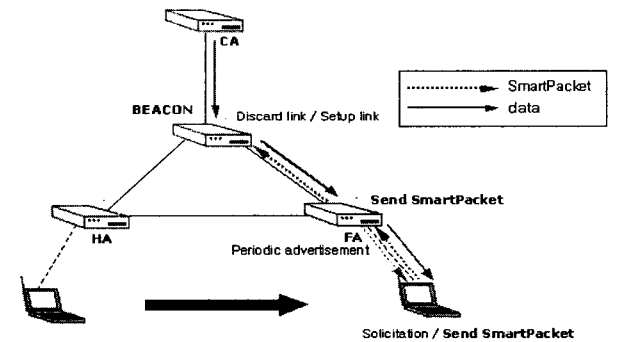 CA
SmartPacket
data
BEACON
Discard link / Setup link
Send SmartPacket
HA
FA
Periodic advertisement
Solicitation / Send SmartPacket